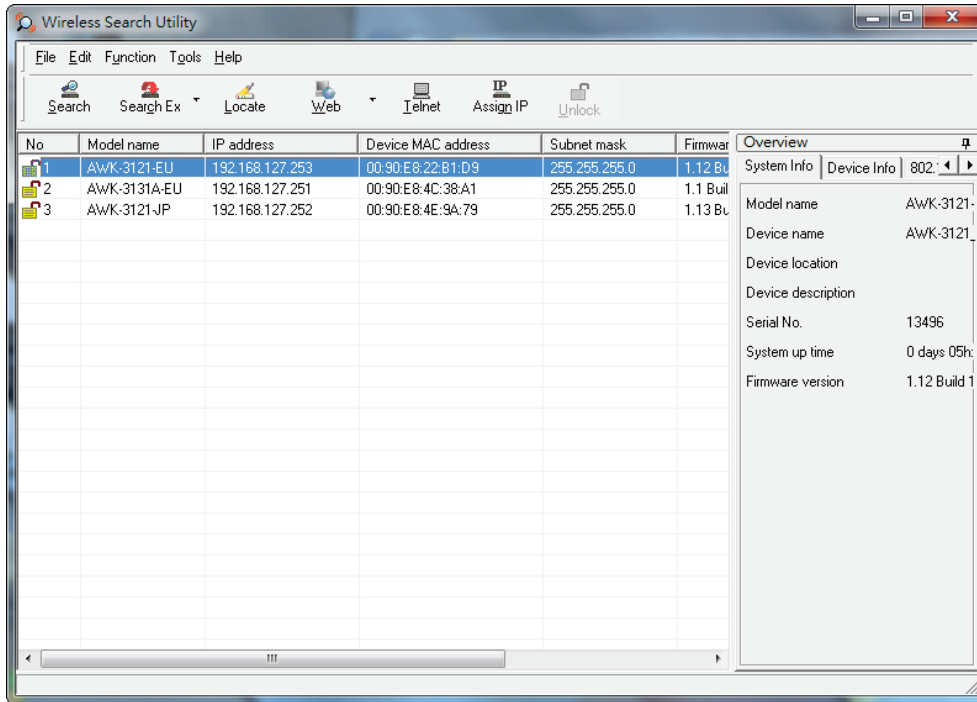 Wireless Search Utility
File Edit Function Tools Help
Search Search Ex Locate Web Telnet Assign IP Unlock
No Model name IP address Device MAC address Subnet mask Firmwar
1 AWK-3121-EU 192.168.127.253 00:90:E8:22:B1:D9 255.255.255.0 1.12 Bu
2 AWK-3131A-EU 192.168.127.251 00:90:E8:4C:38:A1 255.255.255.0 1.1 Buil
3 AWK-3121-JP 192.168.127.252 00:90:E8:4E:9A:79 255.255.255.0 1.13 Bu
Overview
System Info Device Info 802.
Model name AWK-3121-
Device name AWK-3121_
Device location
Device description
Serial No. 13496
System up time 0 days 05h:
Firmware version 1.12 Build 1